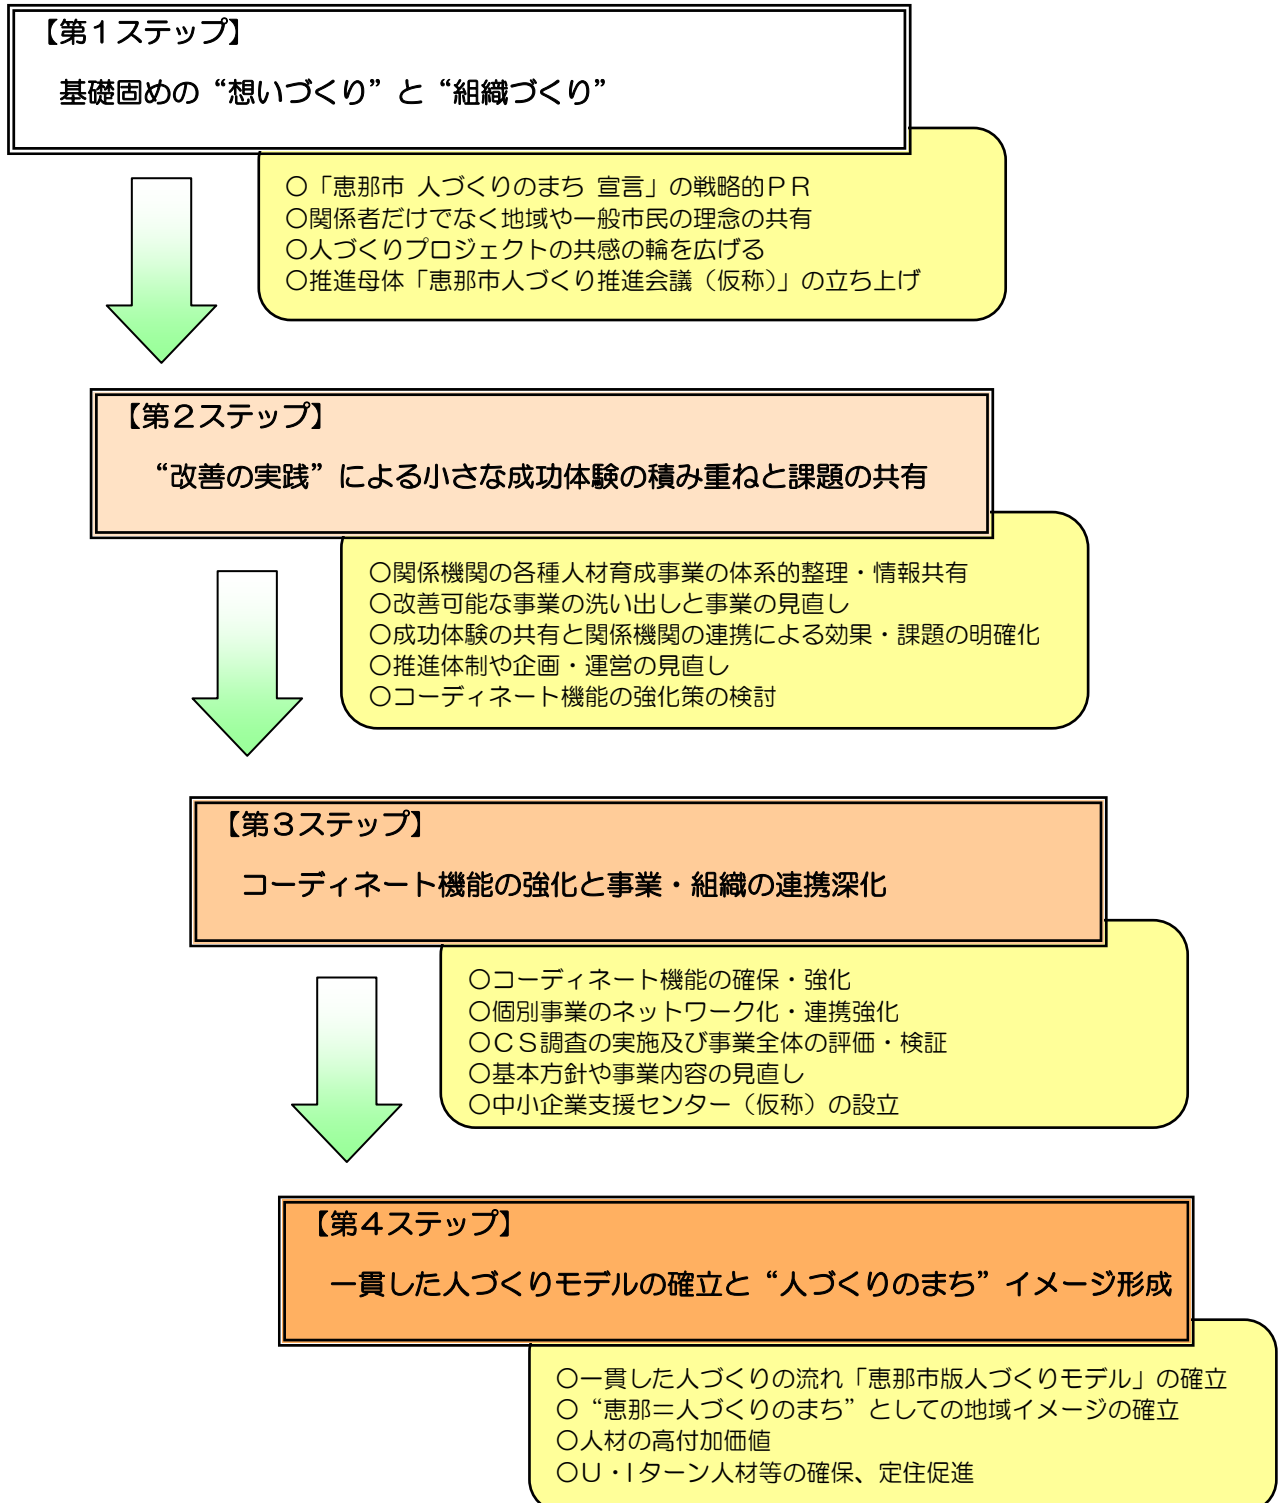 【第１ステップ】
基礎固めの“想いづくり”と“組織づくり”
○「恵那市 人づくりのまち 宣言」の戦略的ＰＲ
○関係者だけでなく地域や一般市民の理念の共有
○人づくりプロジェクトの共感の輪を広げる
○推進母体「恵那市人づくり推進会議（仮称）」の立ち上げ
【第２ステップ】
“改善の実践”による小さな成功体験の積み重ねと課題の共有
○関係機関の各種人材育成事業の体系的整理・情報共有
○改善可能な事業の洗い出しと事業の見直し
○成功体験の共有と関係機関の連携による効果・課題の明確化
○推進体制や企画・運営の見直し
○コーディネート機能の強化策の検討
【第３ステップ】
コーディネート機能の強化と事業・組織の連携深化
○コーディネート機能の確保・強化
○個別事業のネットワーク化・連携強化
○ＣＳ調査の実施及び事業全体の評価・検証
○基本方針や事業内容の見直し
○中小企業支援センター（仮称）の設立
【第４ステップ】
一貫した人づくりモデルの確立と“人づくりのまち”イメージ形成
○一貫した人づくりの流れ「恵那市版人づくりモデル」の確立
○“恵那＝人づくりのまち”としての地域イメージの確立
○人材の高付加価値
○Ｕ・Ｉターン人材等の確保、定住促進